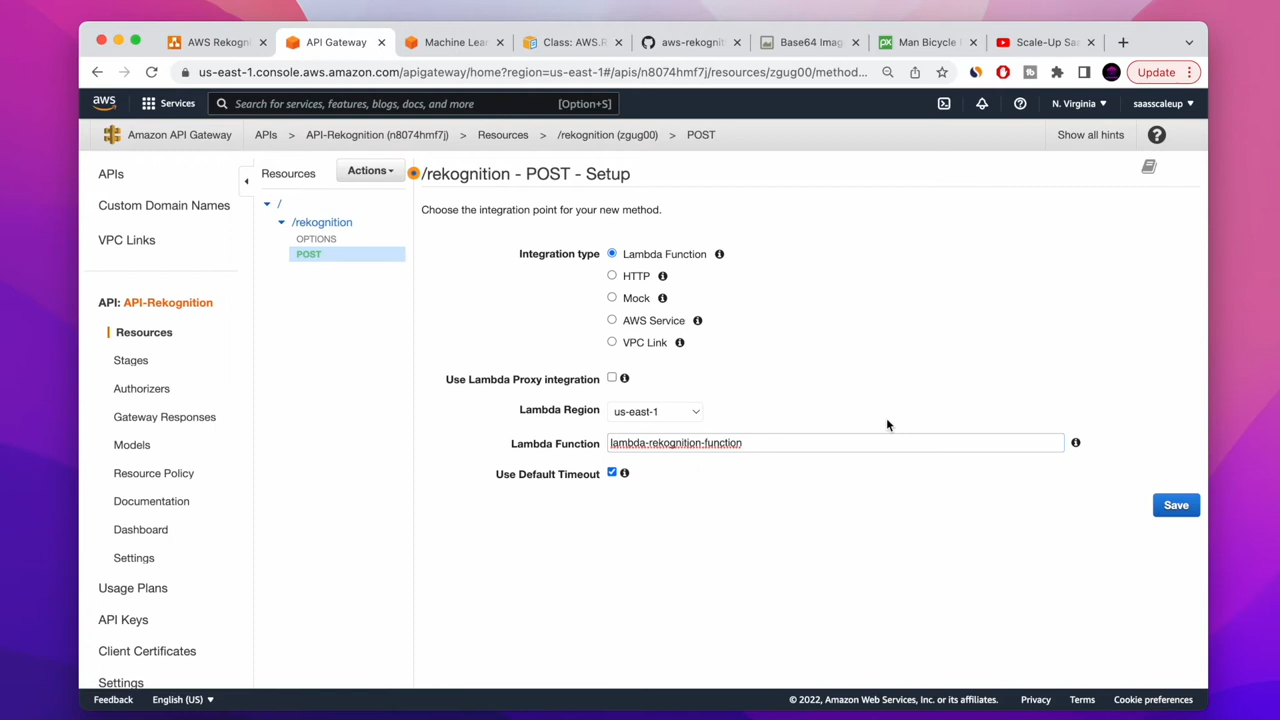 AWS Rekogni
API Gateway
Machine Lear
Class: AWS.R
aws-rekognit
Base64 Imag
Man Bicycle I
Scale-Up Saa
us-east-1.console.aws.amazon.com/apigateway/home?region=us-east-1#/apis/n8074hmf7j/resources/zgug00/method...
Update
aws
Services
Search for services, features, blogs, docs, and more
[Option+S]
N. Virginia
saasscaleup
Amazon API Gateway
APIs > API-Rekognition (n8074hmf7j) > Resources > /rekognition (zgug00) > POST
Show all hints
APIs
Custom Domain Names
VPC Links
API: API-Rekognition
Resources
Stages
Authorizers
Gateway Responses
Models
Resource Policy
Documentation
Dashboard
Settings
Usage Plans
API Keys
Client Certificates
Settings
Resources
Actions
/
/rekognition
OPTIONS
POST
/rekognition - POST - Setup
Choose the integration point for your new method.
Integration type
Lambda Function
HTTP
Mock
AWS Service
VPC Link
Use Lambda Proxy integration
Lambda Region us-east-1
Lambda Function lambda-rekognition-function
Use Default Timeout
Save
Feedback
English (US)
© 2022, Amazon Web Services, Inc. or its affiliates.
Privacy
Terms
Cookie preferences